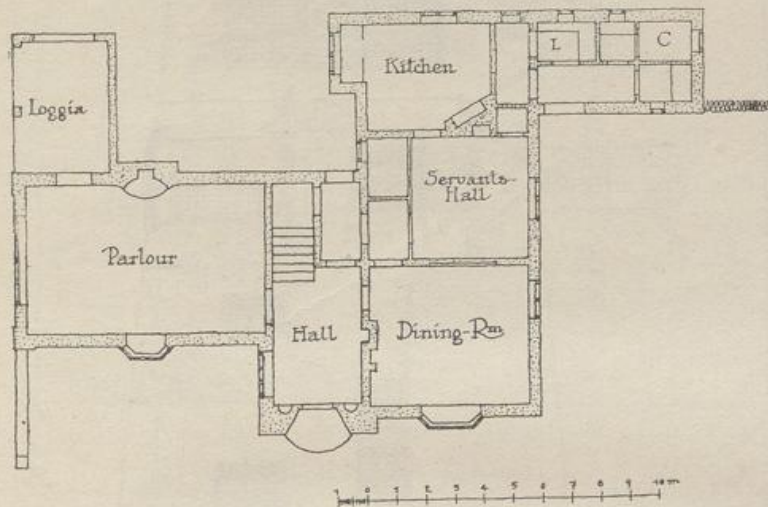 L
C
Kitchen
Loggia
Servants-
Hall
Parlour
Hall
Dining-Rm
1 0 1 2 3 4 5 6 7 8 9 10 m